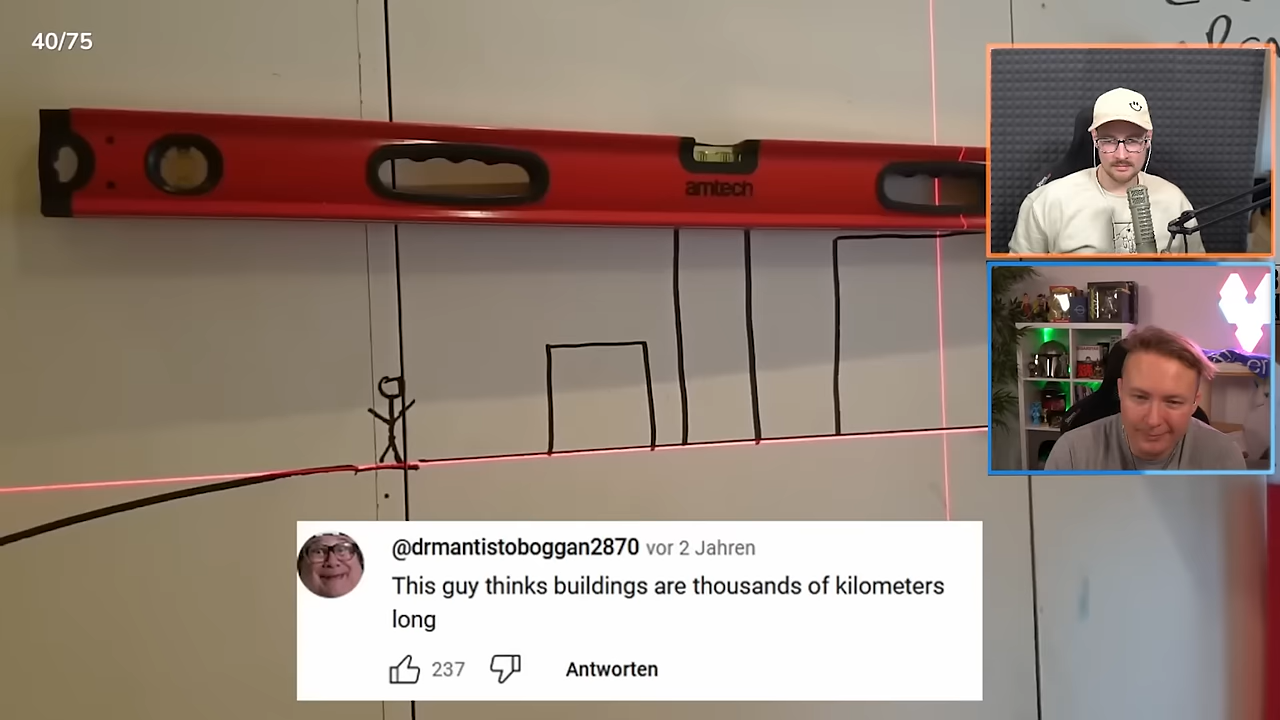 40/75
amtech
@drmantistoboggan2870 vor 2 Jahren
This guy thinks buildings are thousands of kilometers
long
237
Antworten